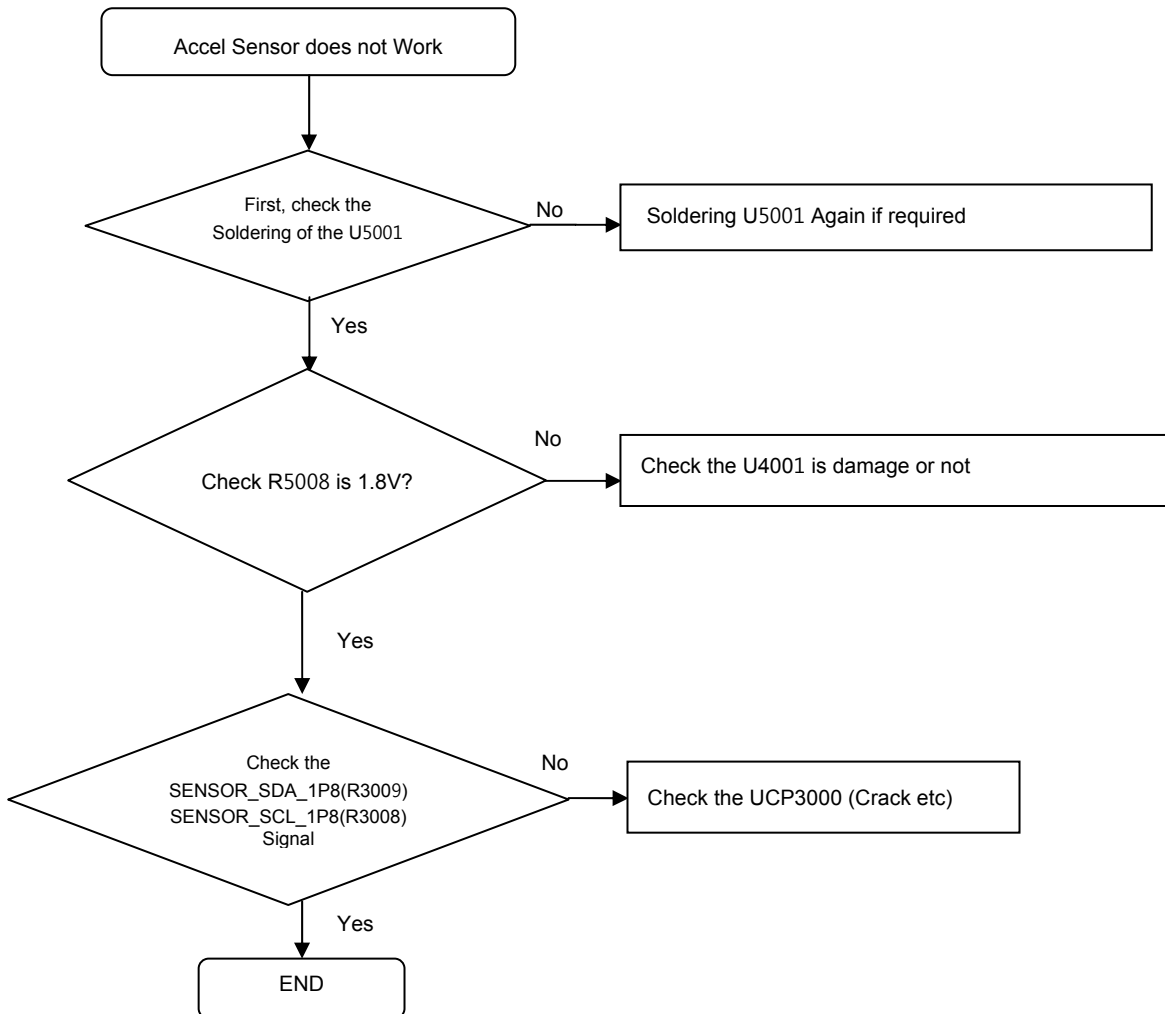 Accel Sensor does not Work
First, check the
Soldering of the U5001
No
Soldering U5001 Again if required
Yes
Check R5008 is 1.8V?
No
Check the U4001 is damage or not
Yes
Check the
SENSOR_SDA_1P8(R3009)
SENSOR_SCL_1P8(R3008)
Signal
No
Check the UCP3000 (Crack etc)
Yes
END